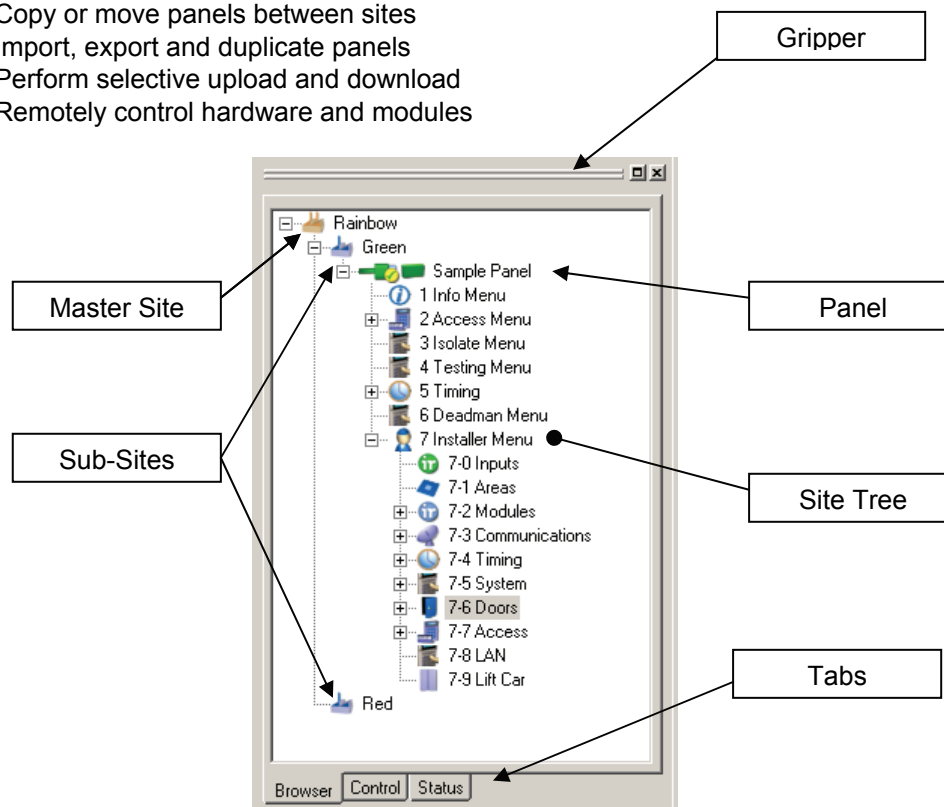 Copy or move panels between sites
Import, export and duplicate panels
Perform selective upload and download
Remotely control hardware and modules
Gripper
Rainbow
Green
Sample Panel
Master Site
Panel
1 Info Menu
2 Access Menu
3 Isolate Menu
4 Testing Menu
5 Timing
6 Deadman Menu
7 Installer Menu
Sub-Sites
7-0 Inputs
7-1 Areas
Site Tree
7-2 Modules
7-3 Communications
7-4 Timing
7-5 System
7-6 Doors
7-7 Access
7-8 LAN
7-9 Lift Car
Tabs
Red
Browser Control Status